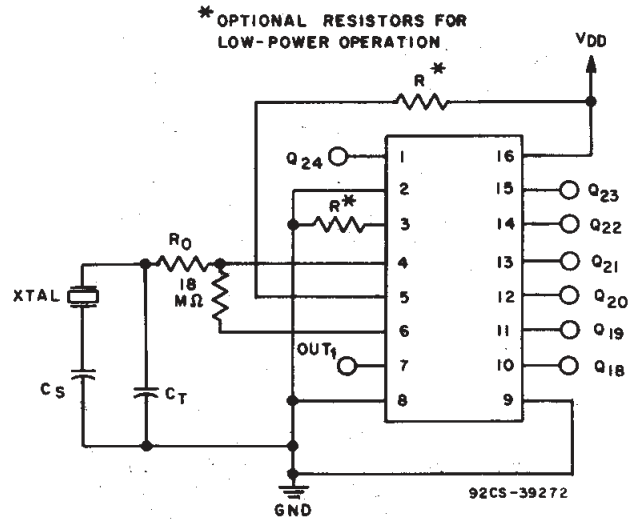 * OPTIONAL RESISTORS FOR
LOW-POWER OPERATION
VDD
R*
Q24
1
16
2
15
Q23
R*
3
14
Q22
RO
4
13
Q21
18
MΩ
XTAL
5
12
Q20
6
11
Q19
OUT1
7
10
Q18
CS
CT
8
9
92CS-39272
GND